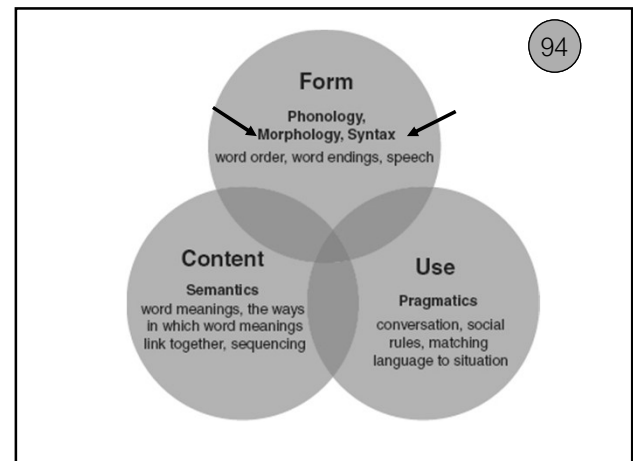 94
Form
Phonology,
Morphology, Syntax
word order, word endings, speech
Content
Semantics
word meanings, the ways
in which word meanings
link together, sequencing
Use
Pragmatics
conversation, social
rules, matching
language to situation